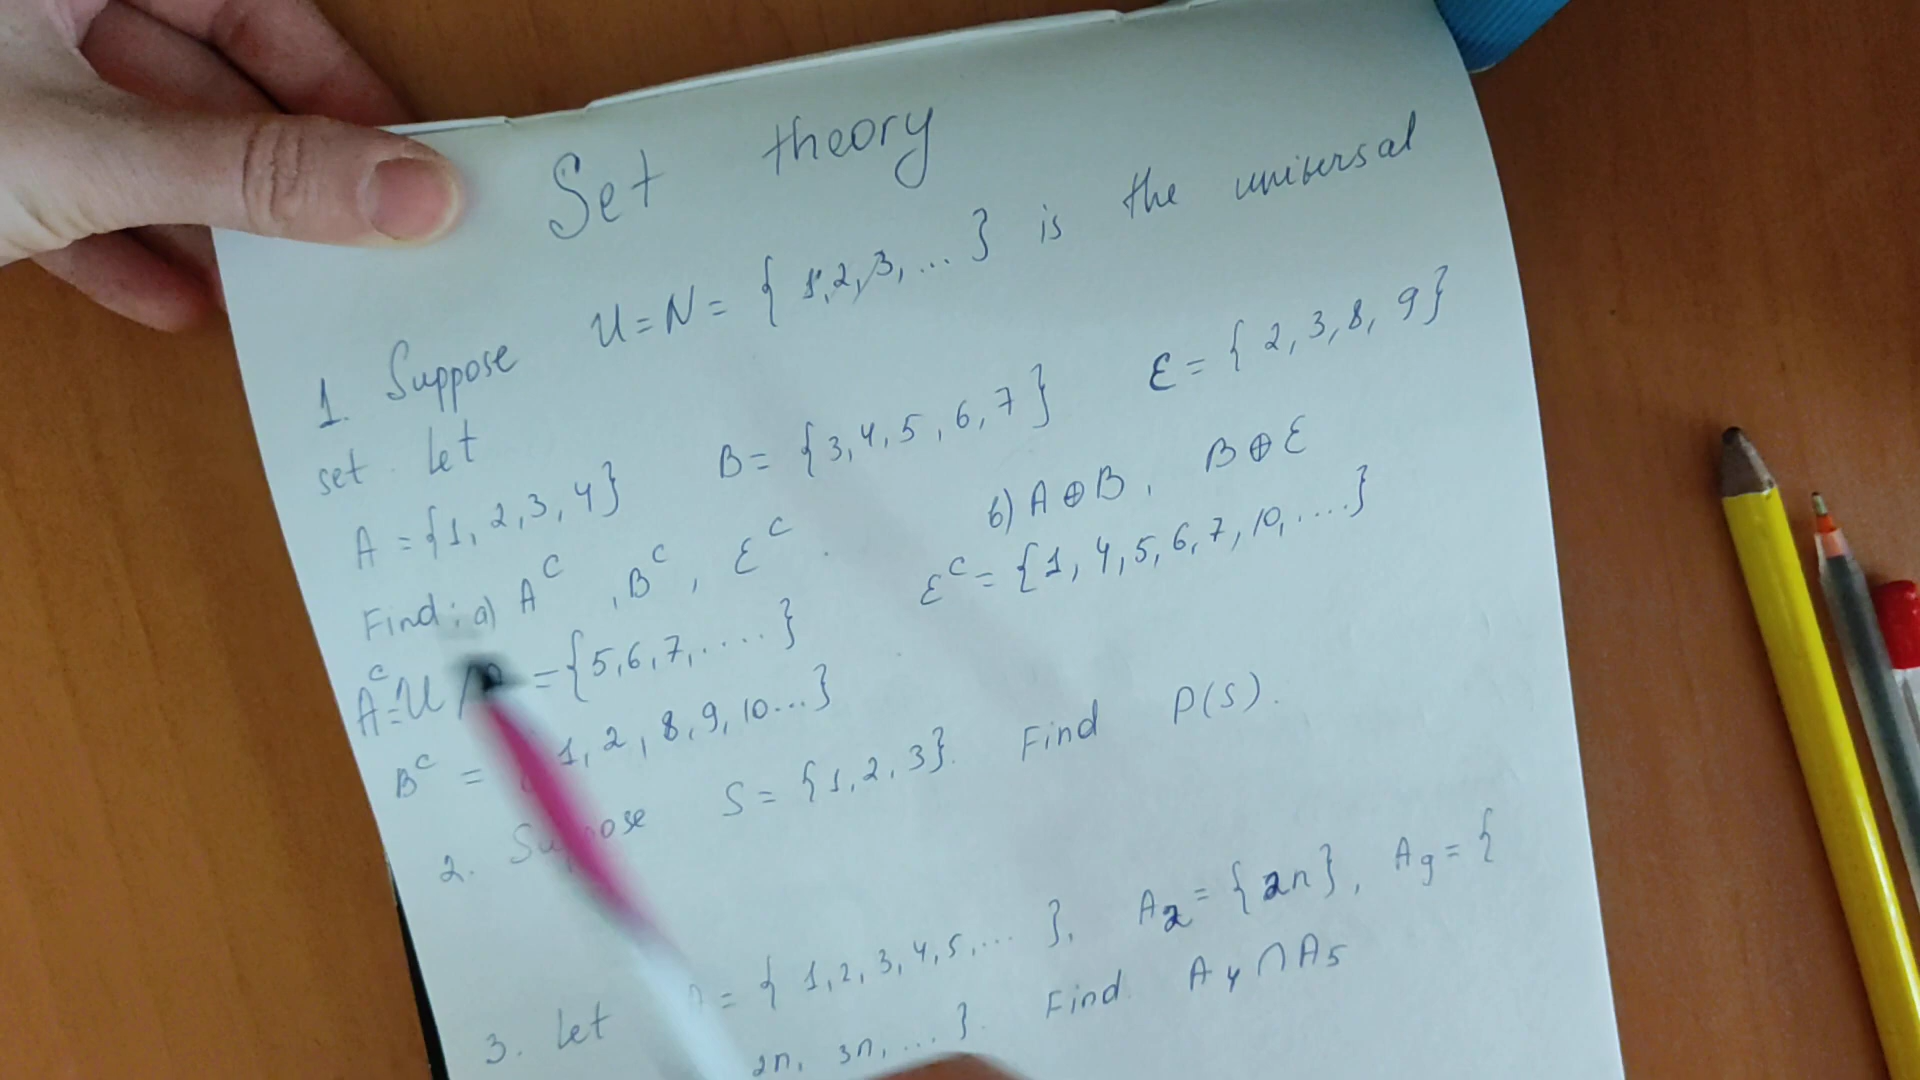 Set theory
1. Suppose U=N= { 1,2,3,... } is the universal
set. Let
A = {1, 2, 3, 4} B= {3,4,5,6,7} ε= { 2,3,8, 9}
Find: a) A^C , B^C, ε^C. b) A⊕B, B⊕ε
A^C=U = {5,6,7,....} ε^C= {1, 4,5,6,7,10,....}
B^C = 1, 2, 8,9,10...}
2. Suppose S= {1,2,3}. Find P(S).
3. Let = { 1,2,3,4,5,... }, A₂= {2n}, A₉= {
2n, 3n,...}. Find A₄∩A₅